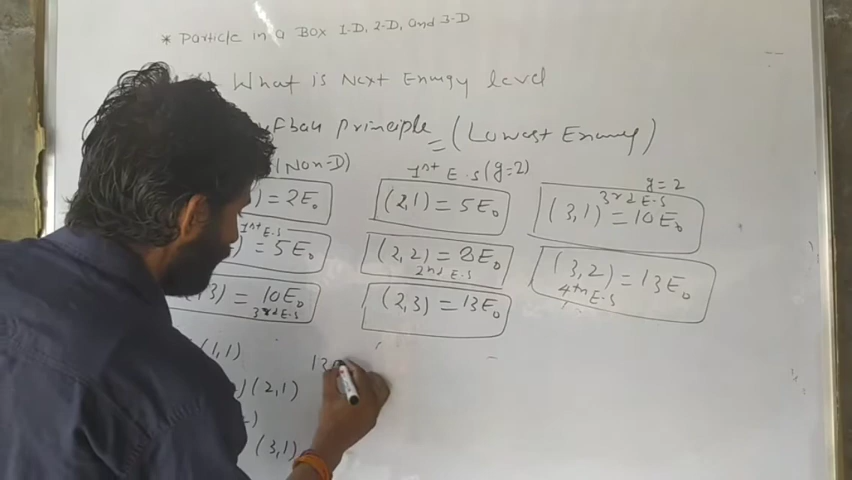 * Particle in a Box 1-D, 2-D, and 3-D
What is Next Energy level
principle = (Lowest Energy)
(Non-D) 1st E.S (g=2) g=2
) = 2E₀ (2,1) = 5E₀ (3,1) = 10E₀
3rd E.S
1st E.S
) = 5E₀ (2,2) = 8E₀ (3,2) = 13E₀
2nd E.S 4th E.S
,3) = 10E₀ (2,3) = 13E₀
3rd E.S
(1,1)
) (2,1)
)
(3,1)